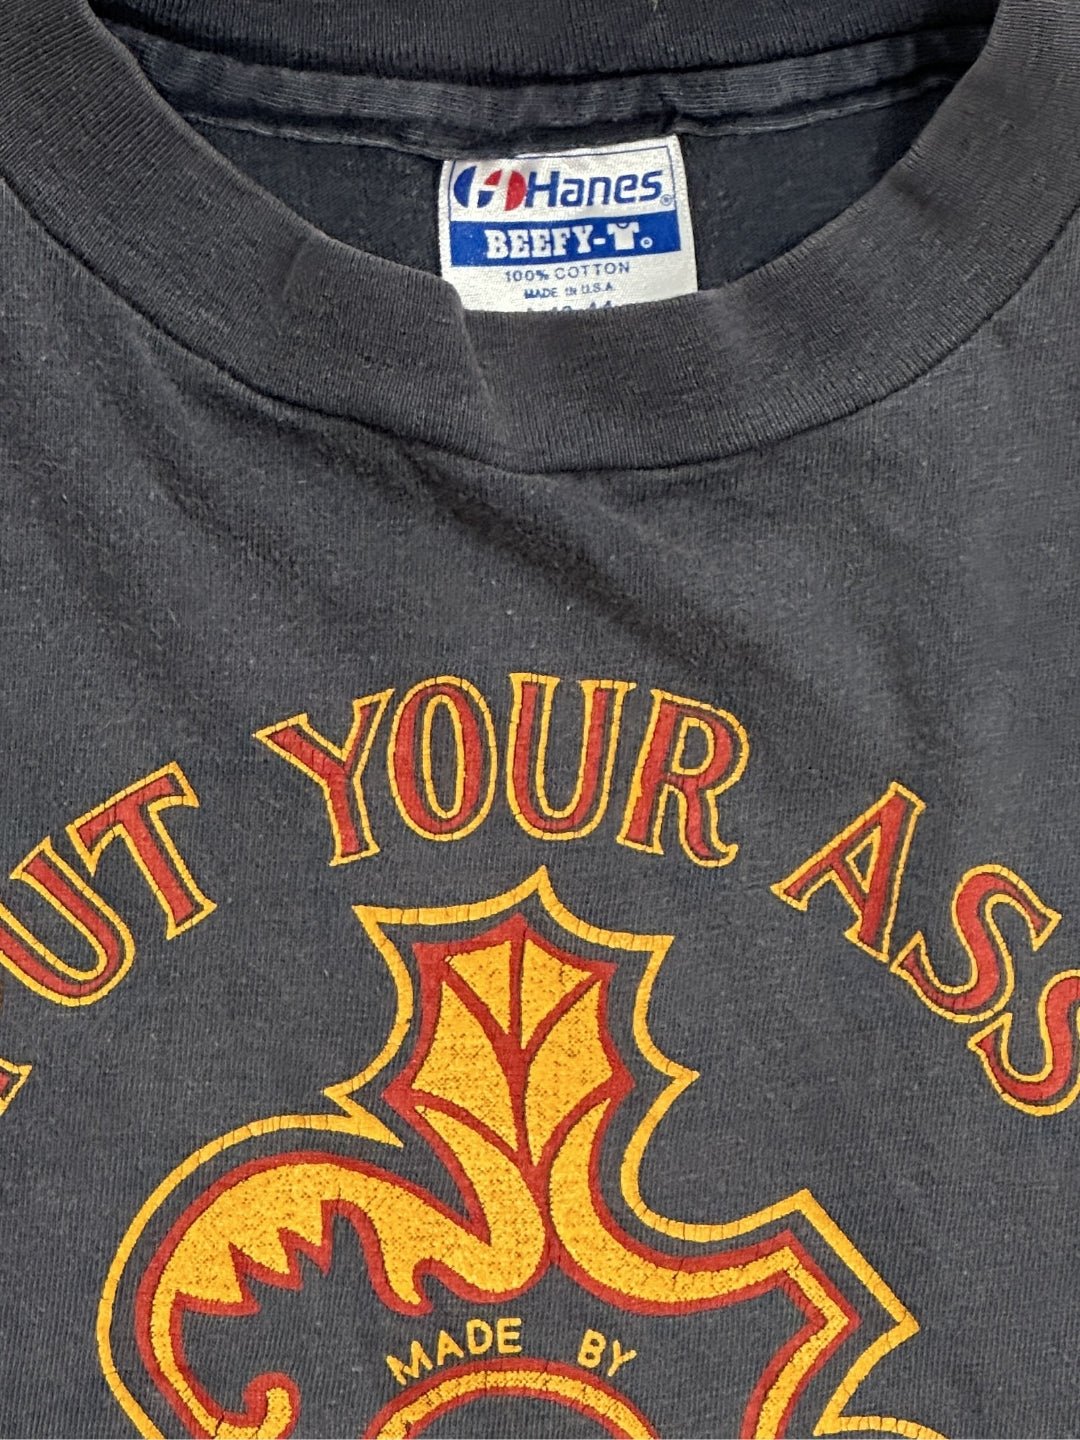 Hanes
BEEFY-T
100% COTTON
MADE IN U.S.A.
UT YOUR ASS
MADE BY